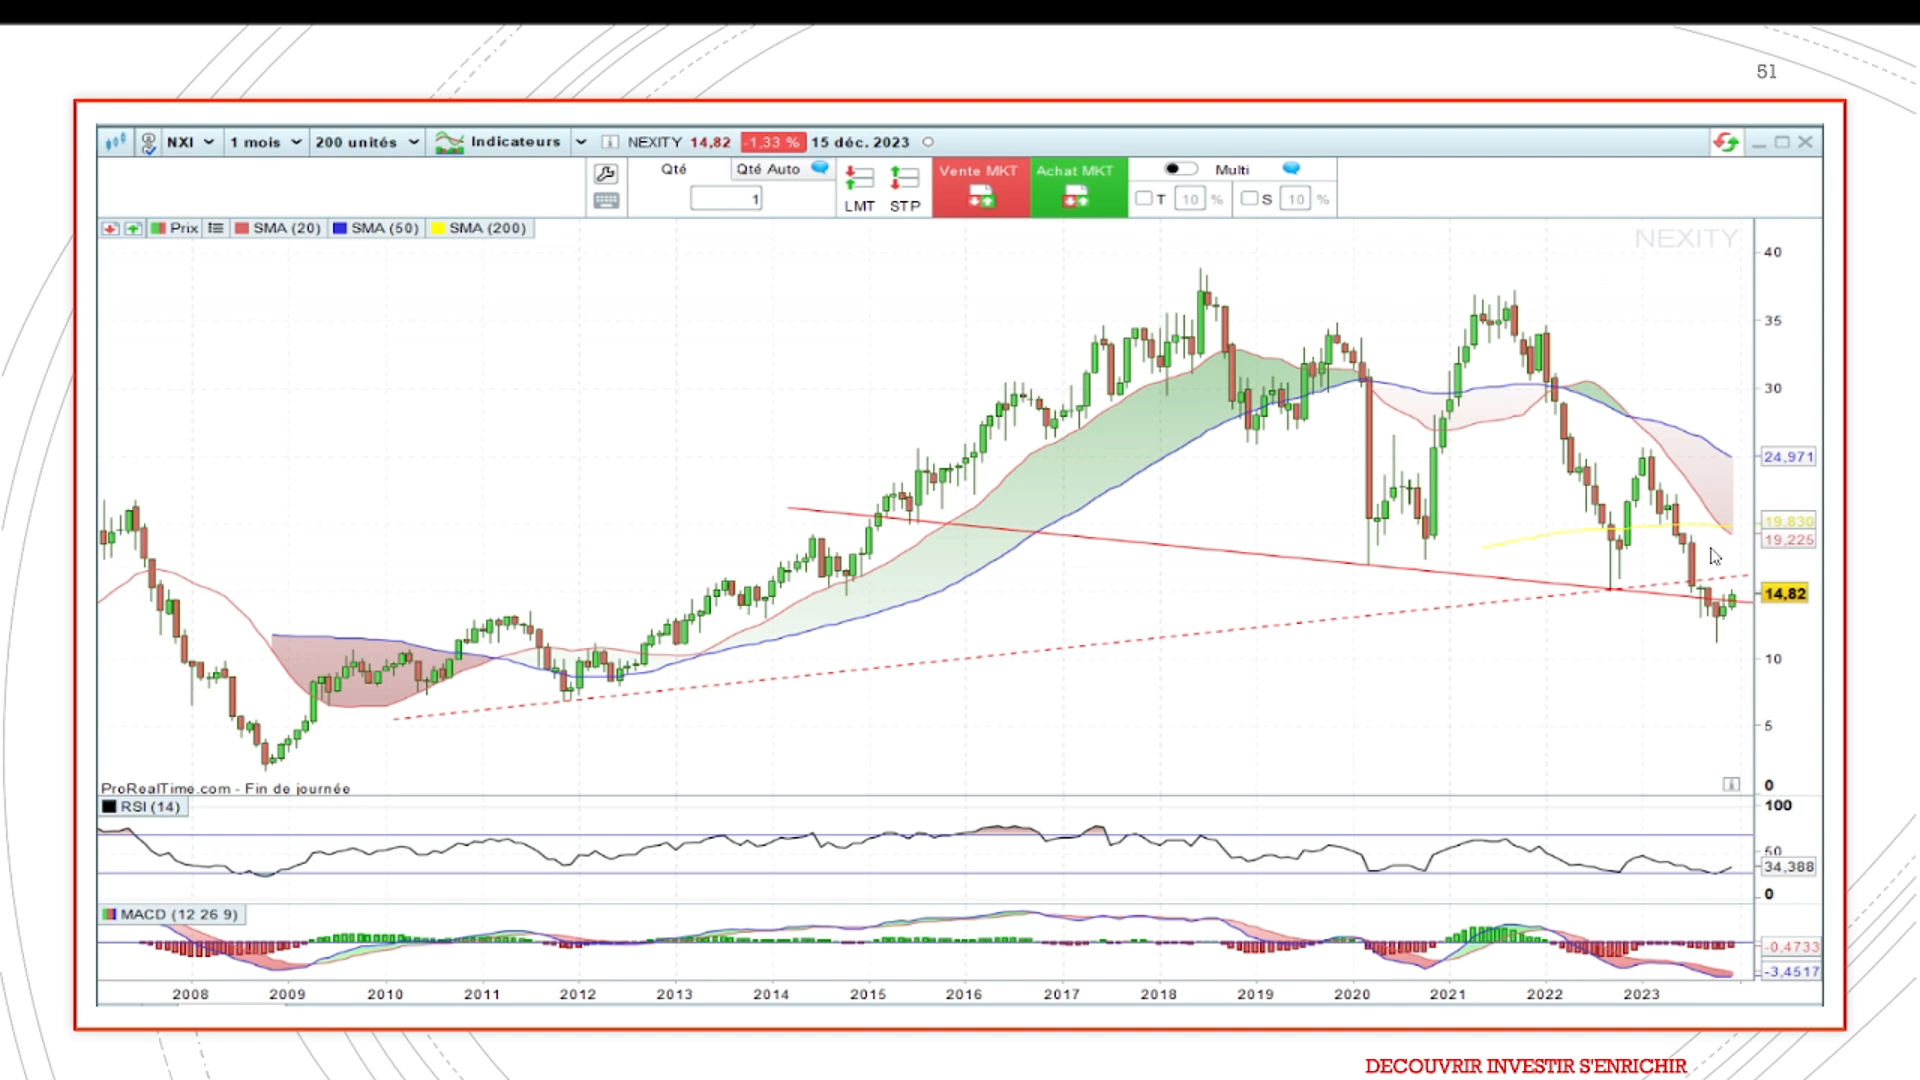 51
NXI 1 mois 200 unités Indicateurs NEXITY 14,82 -1,33 % 15 déc. 2023
Qté Qté Auto Vente MKT Achat MKT Multi
1 LMT STP T 10 % S 10 %
Prix SMA (20) SMA (50) SMA (200)
NEXITY
40
35
30
24,971
19,830
19,225
14,82
10
5
ProRealTime.com - Fin de journée
0
RSI (14)
100
50
34,388
0
MACD (12 26 9)
-0,4733
-3,4517
2008 2009 2010 2011 2012 2013 2014 2015 2016 2017 2018 2019 2020 2021 2022 2023
DECOUVRIR INVESTIR S'ENRICHIR